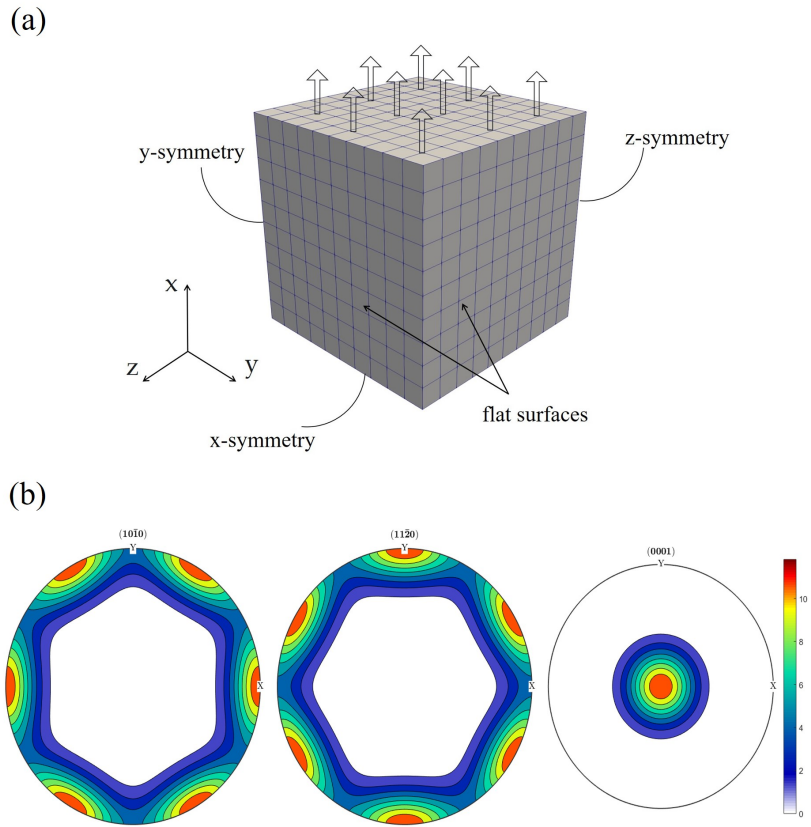 (a)
y-symmetry
z-symmetry
x
z
y
flat surfaces
x-symmetry
(b)
(101̄0)
Y
X
(112̄0)
Y
X
(0001)
Y
X
10
8
6
4
2
0